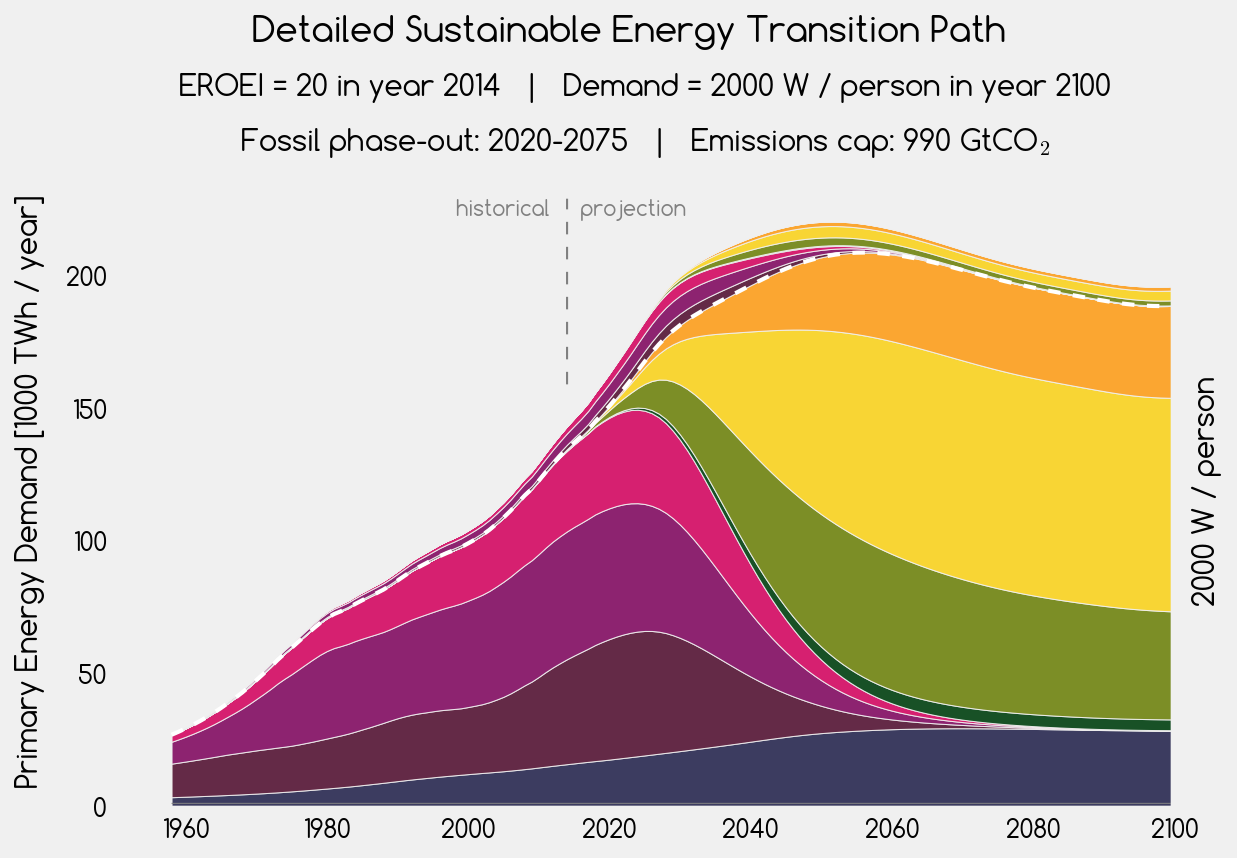 Detailed Sustainable Energy Transition Path
EROEI = 20 in year 2014 | Demand = 2000 W / person in year 2100
Fossil phase-out: 2020-2075 | Emissions cap: 990 GtCO₂
historical projection
Primary Energy Demand [1000 TWh / year]
200
150
100
50
0
2000 W / person
1960 1980 2000 2020 2040 2060 2080 2100